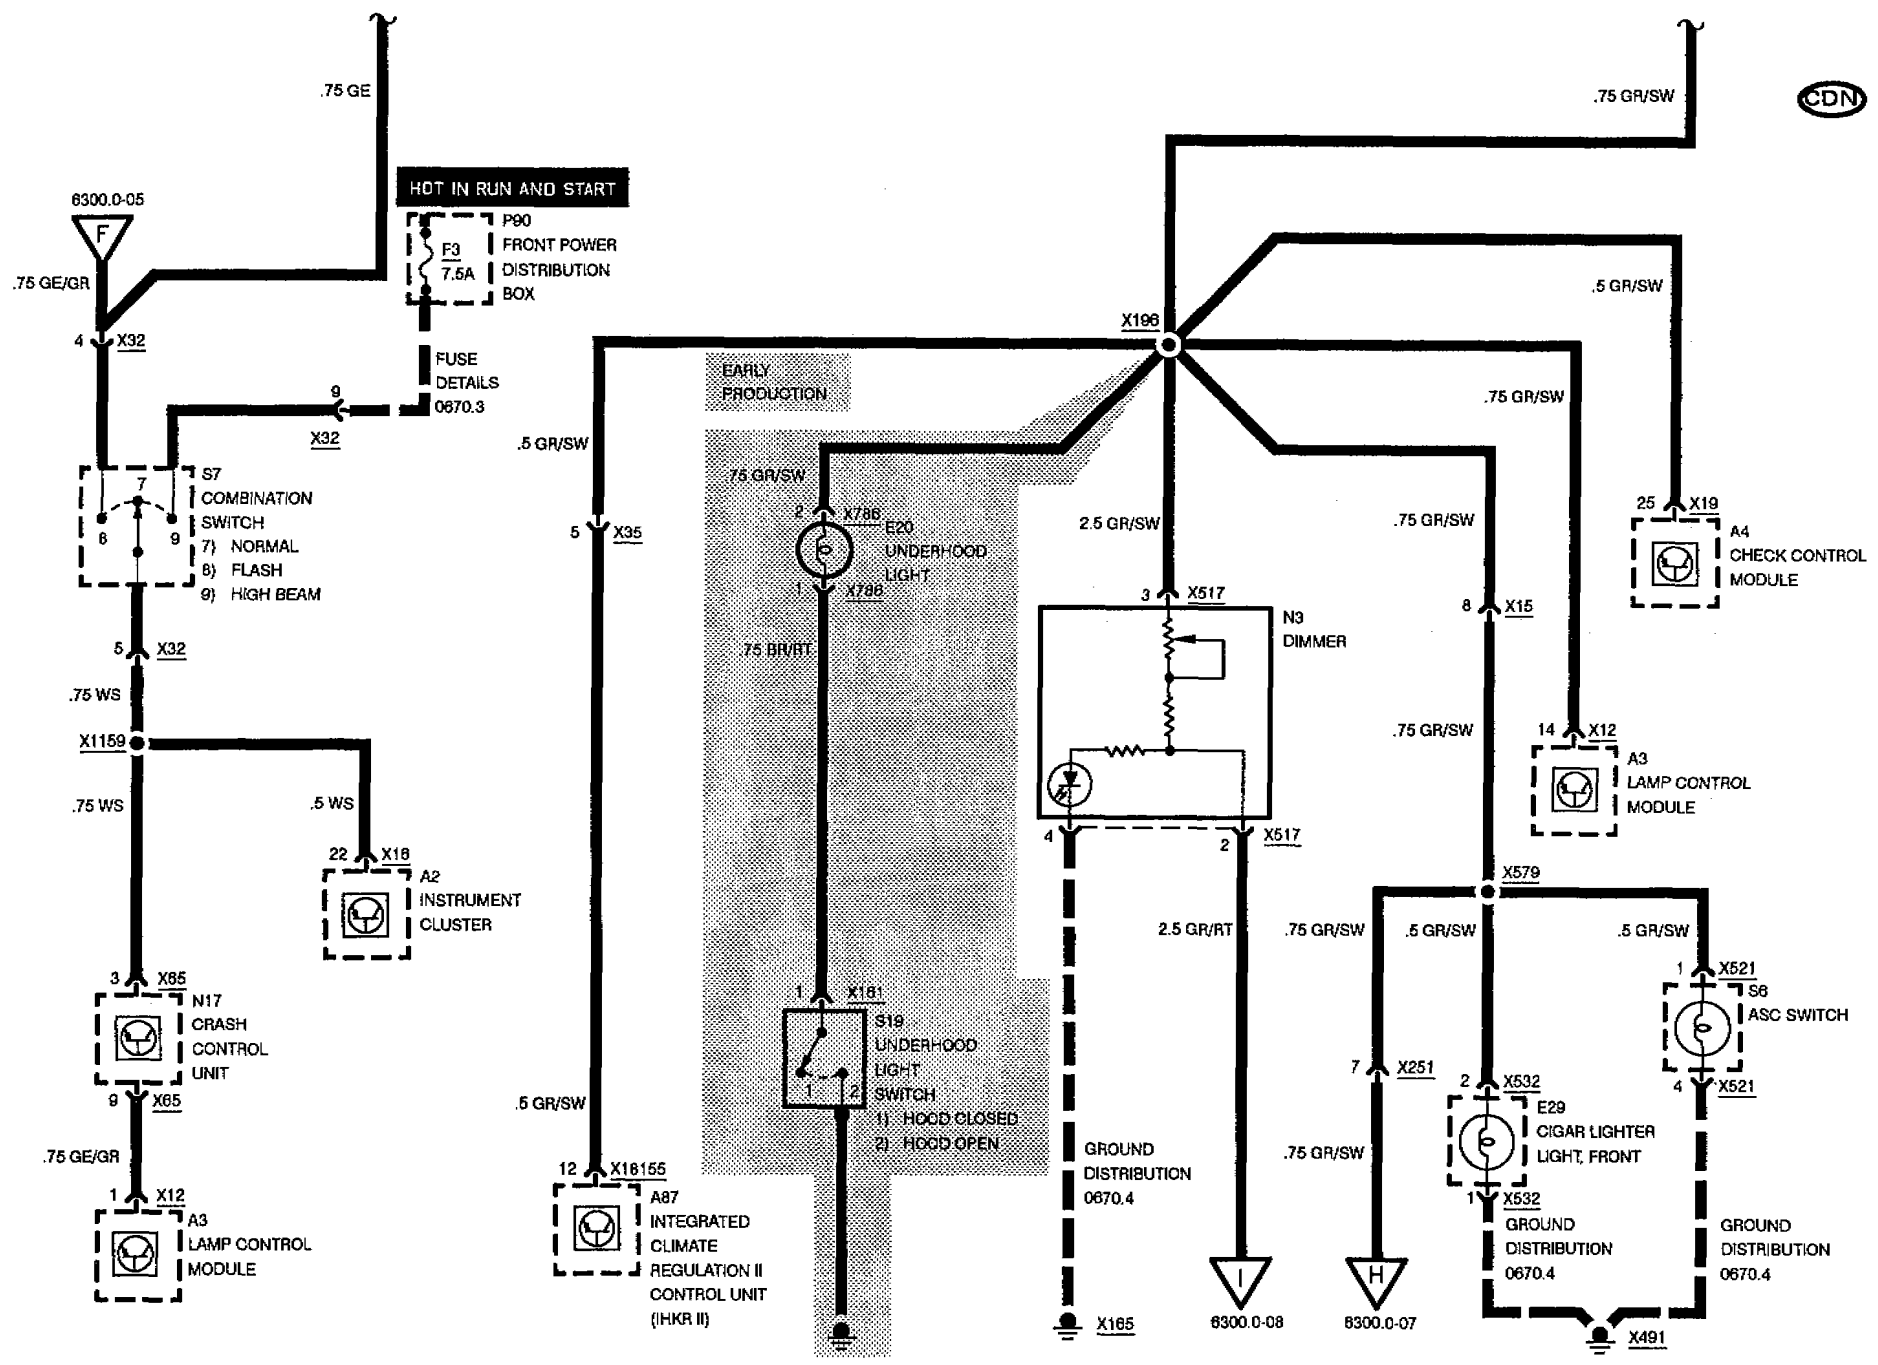 .75 GE
.75 GR/SW
CDN
HOT IN RUN AND START
6300.0-05
F
P90
FRONT POWER
DISTRIBUTION
BOX
F3
7.5A
.75 GE/GR
4 X32
FUSE
DETAILS
0670.3
9
X32
S7
COMBINATION
SWITCH
7) NORMAL
8) FLASH
9) HIGH BEAM
7
8 9
5 X32
.75 WS
X1159
.75 WS
.5 WS
22 X16
A2
INSTRUMENT
CLUSTER
3 X65
N17
CRASH
CONTROL
UNIT
9 X65
.75 GE/GR
1 X12
A3
LAMP CONTROL
MODULE
.5 GR/SW
5 X35
.5 GR/SW
12 X16155
A87
INTEGRATED
CLIMATE
REGULATION II
CONTROL UNIT
(IHKR II)
EARLY
PRODUCTION
.75 GR/SW
2 X786
E20
UNDERHOOD
LIGHT
1 X786
.75 BR/RT
1 X161
S19
UNDERHOOD
LIGHT
SWITCH
1) HOOD CLOSED
2) HOOD OPEN
1 2
X196
2.5 GR/SW
3 X517
N3
DIMMER
4
2 X517
GROUND
DISTRIBUTION
0670.4
X165
2.5 GR/RT
I
6300.0-08
.5 GR/SW
25 X19
A4
CHECK CONTROL
MODULE
.75 GR/SW
14 X12
A3
LAMP CONTROL
MODULE
.75 GR/SW
8 X15
.75 GR/SW
X579
.75 GR/SW
.5 GR/SW
.5 GR/SW
7 X251
.75 GR/SW
H
6300.0-07
2 X532
E29
CIGAR LIGHTER
LIGHT, FRONT
1 X532
GROUND
DISTRIBUTION
0670.4
1 X521
S6
ASC SWITCH
4 X521
GROUND
DISTRIBUTION
0670.4
X491